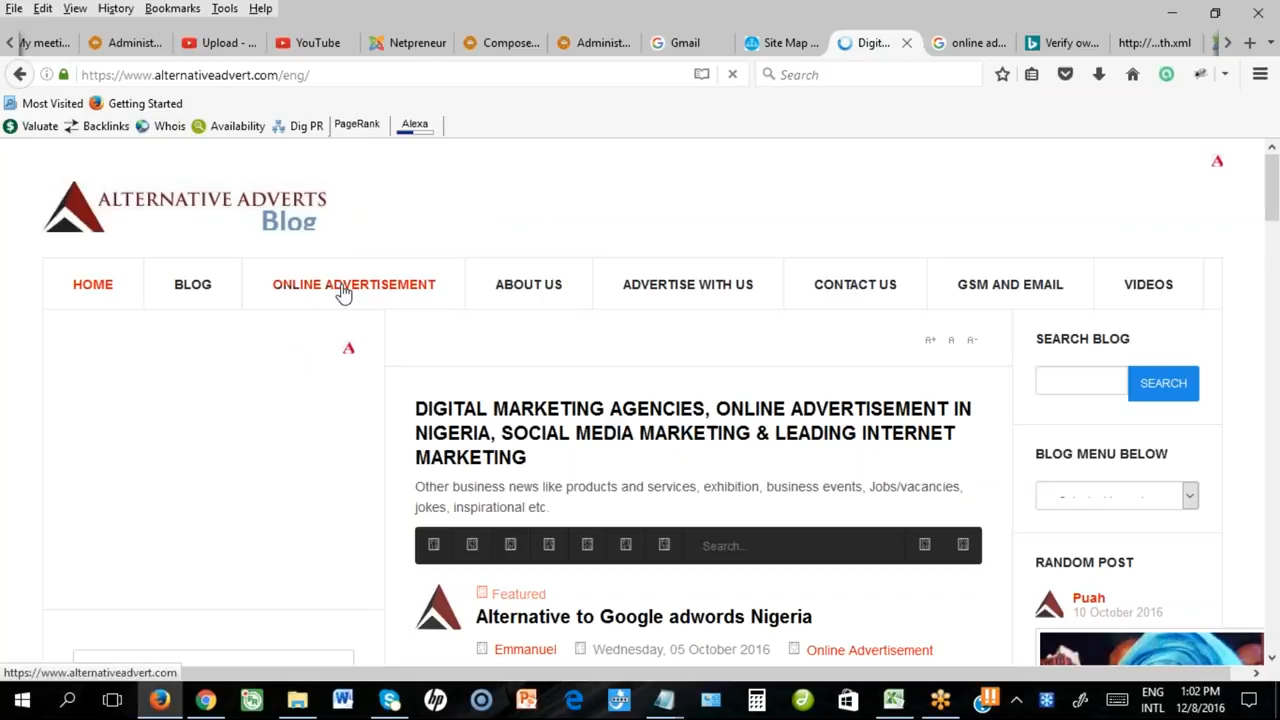 File Edit View History Bookmarks Tools Help
My meeti... Administ... Upload - ... YouTube Netpreneur Compose... Administ... Gmail Site Map ... Digit... online ad... Verify ow... http://...th.xml
https://www.alternativeadvert.com/eng/ Search
Most Visited Getting Started
Valuate Backlinks Whois Availability Dig PR PageRank Alexa
A
ALTERNATIVE ADVERTS
Blog
HOME BLOG ONLINE ADVERTISEMENT ABOUT US ADVERTISE WITH US CONTACT US GSM AND EMAIL VIDEOS
A
A+ A A-
SEARCH BLOG
SEARCH
DIGITAL MARKETING AGENCIES, ONLINE ADVERTISEMENT IN
NIGERIA, SOCIAL MEDIA MARKETING & LEADING INTERNET
MARKETING
Other business news like products and services, exhibition, business events, Jobs/vacancies,
jokes, inspirational etc.
Search...
BLOG MENU BELOW
RANDOM POST
Puah
10 October 2016
Featured
Alternative to Google adwords Nigeria
Emmanuel Wednesday, 05 October 2016 Online Advertisement
https://www.alternativeadvert.com
ENG
INTL
1:02 PM
12/8/2016